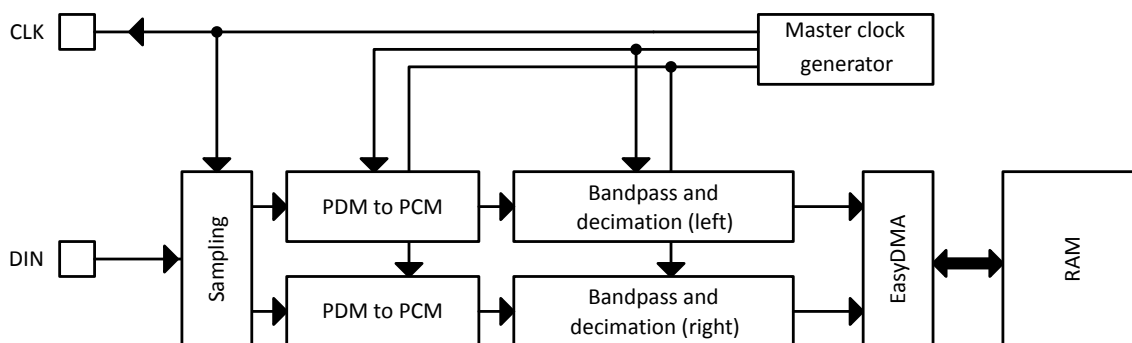 CLK
Master clock
generator
DIN
Sampling
PDM to PCM
Bandpass and
decimation (left)
PDM to PCM
Bandpass and
decimation (right)
EasyDMA
RAM